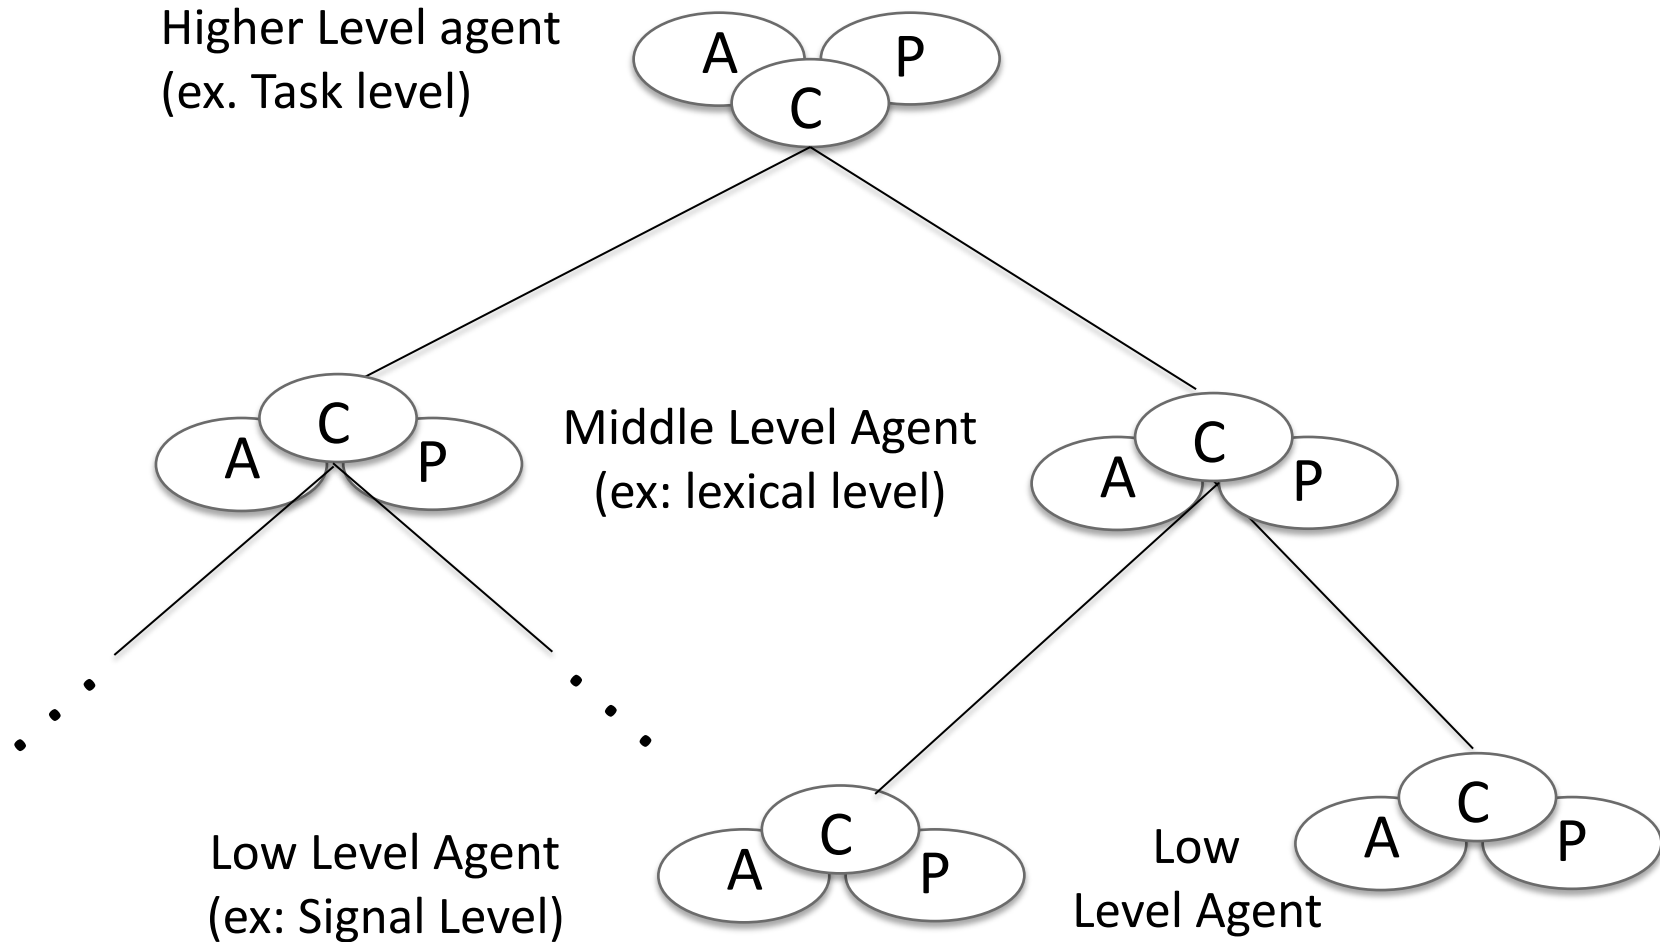 Higher Level agent
(ex. Task level)
A
P
C
C
A
P
Middle Level Agent
(ex: lexical level)
C
A
P
Low Level Agent
(ex: Signal Level)
C
A
P
Low
Level Agent
C
A
P